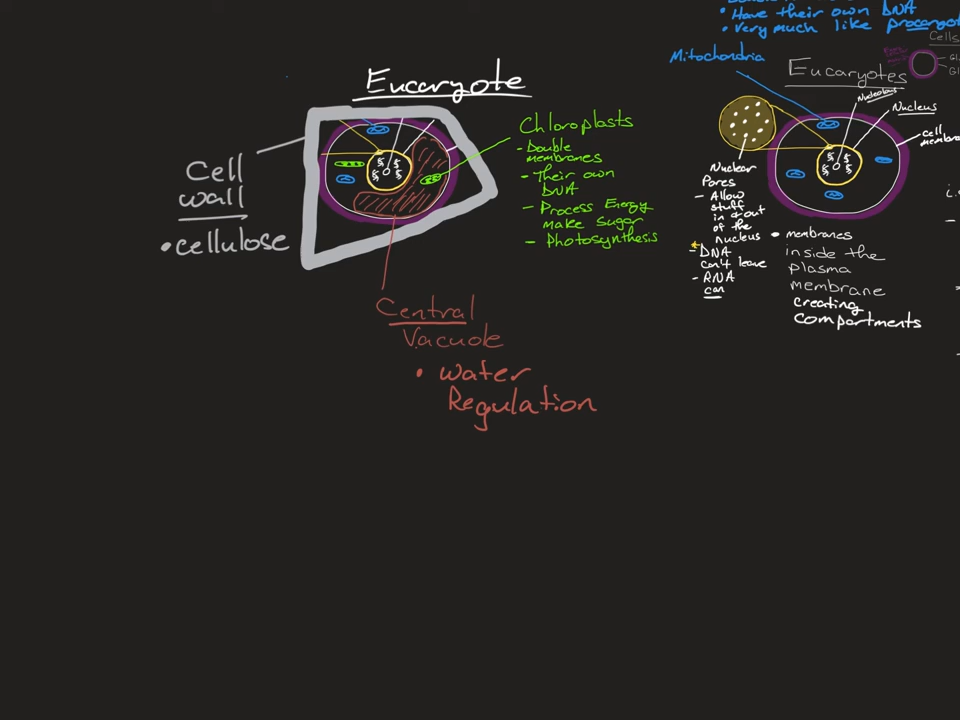 Eucaryote
Cell
wall
• cellulose
Chloroplasts
- Double
membranes
- Their own
DNA
- Process Energy
make sugar
- Photosynthesis
Central
Vacuole
• water
Regulation
• Have their own DNA
• Very much like
Mitochondria
Eucaryotes
Nucleolus
Nucleus
cell
Nuclear
Pores
- Allow
stuff
in + out
of the
nucleus
- DNA
can't leave
- RNA
can
• membranes
inside the
plasma
membrane
creating
compartments
Cells